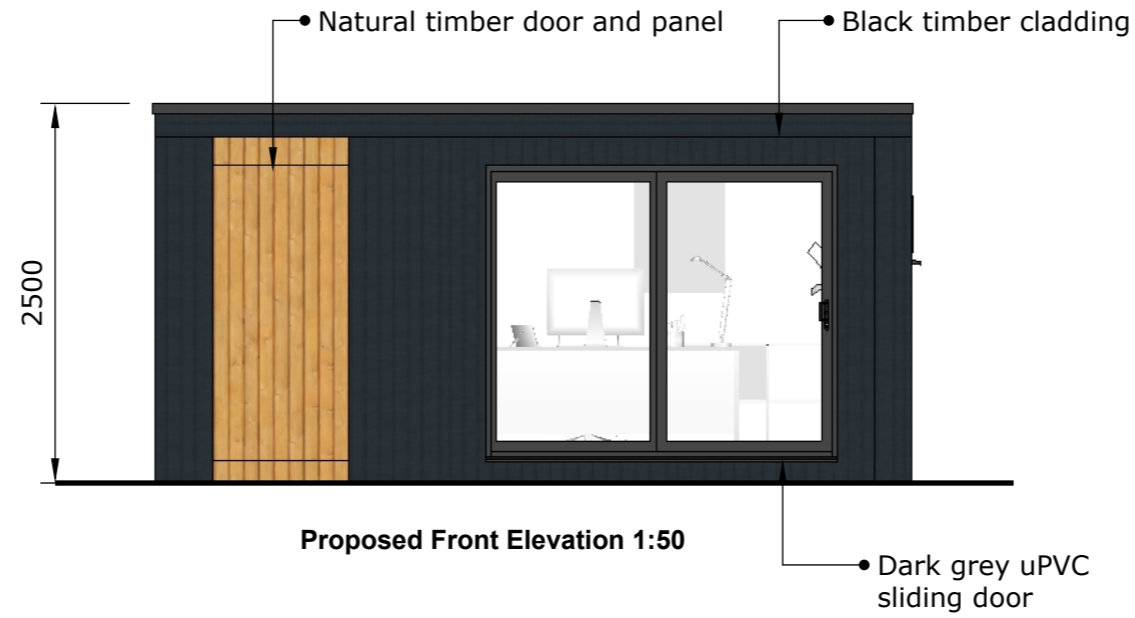 Natural timber door and panel
Black timber cladding
2500
Proposed Front Elevation 1:50
Dark grey uPVC
sliding door